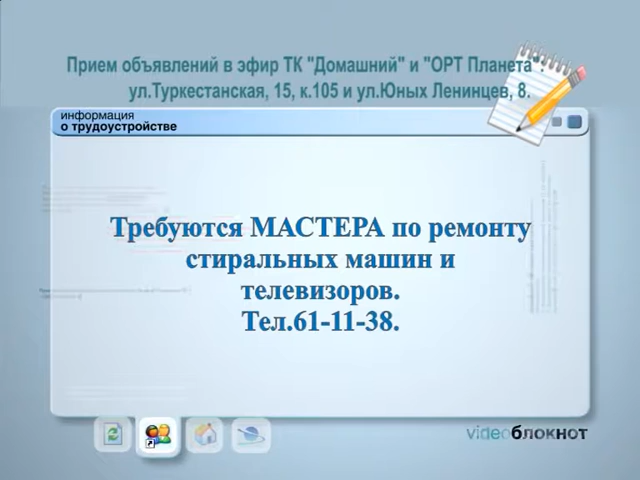 Прием объявлений в эфир ТК "Домашний" и "ОРТ Планета":
ул.Туркестанская, 15, к.105 и ул.Юных Ленинцев, 8.
информация
о трудоустройстве
Требуются МАСТЕРА по ремонту
стиральных машин и
телевизоров.
Тел.61-11-38.
videoблокнот